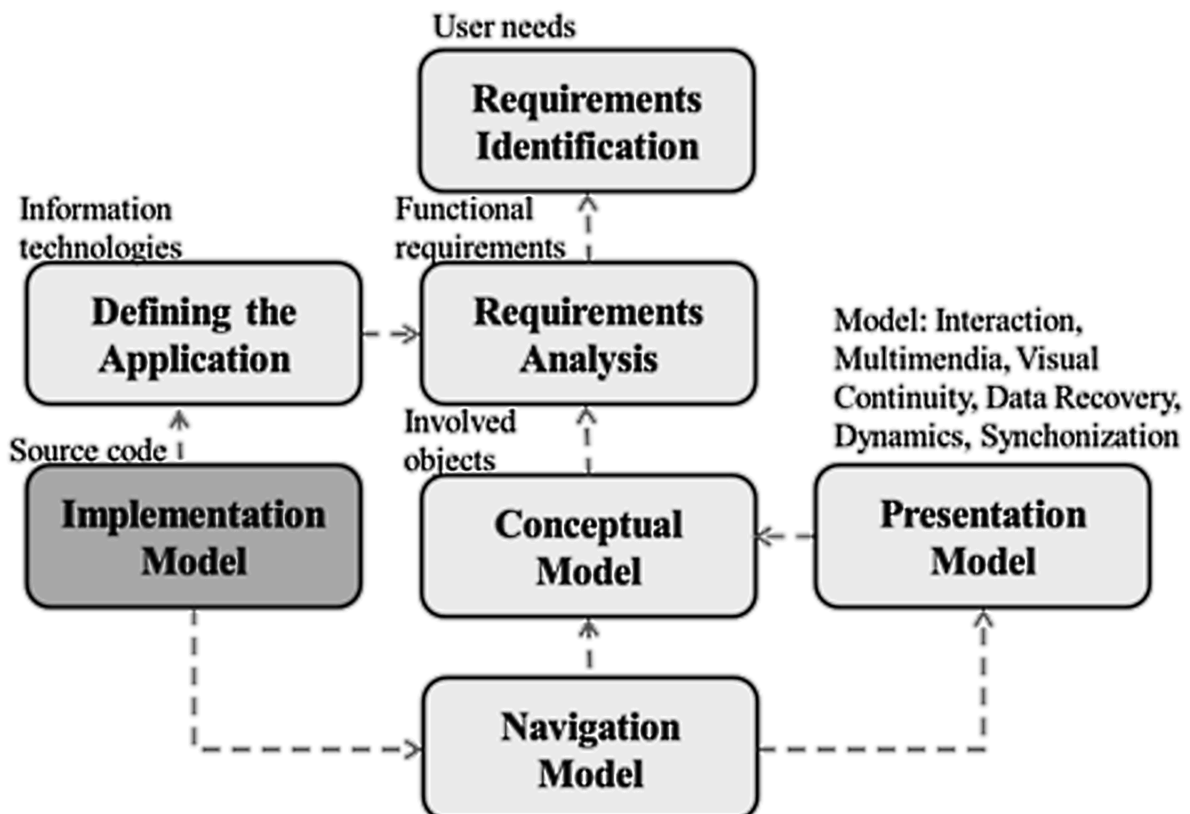 User needs
Requirements
Identification
Information
technologies
Functional
requirements
Defining the
Application
Requirements
Analysis
Model: Interaction,
Multimendia, Visual
Continuity, Data Recovery,
Dynamics, Synchonization
Source code
Involved
objects
Implementation
Model
Conceptual
Model
Presentation
Model
Navigation
Model